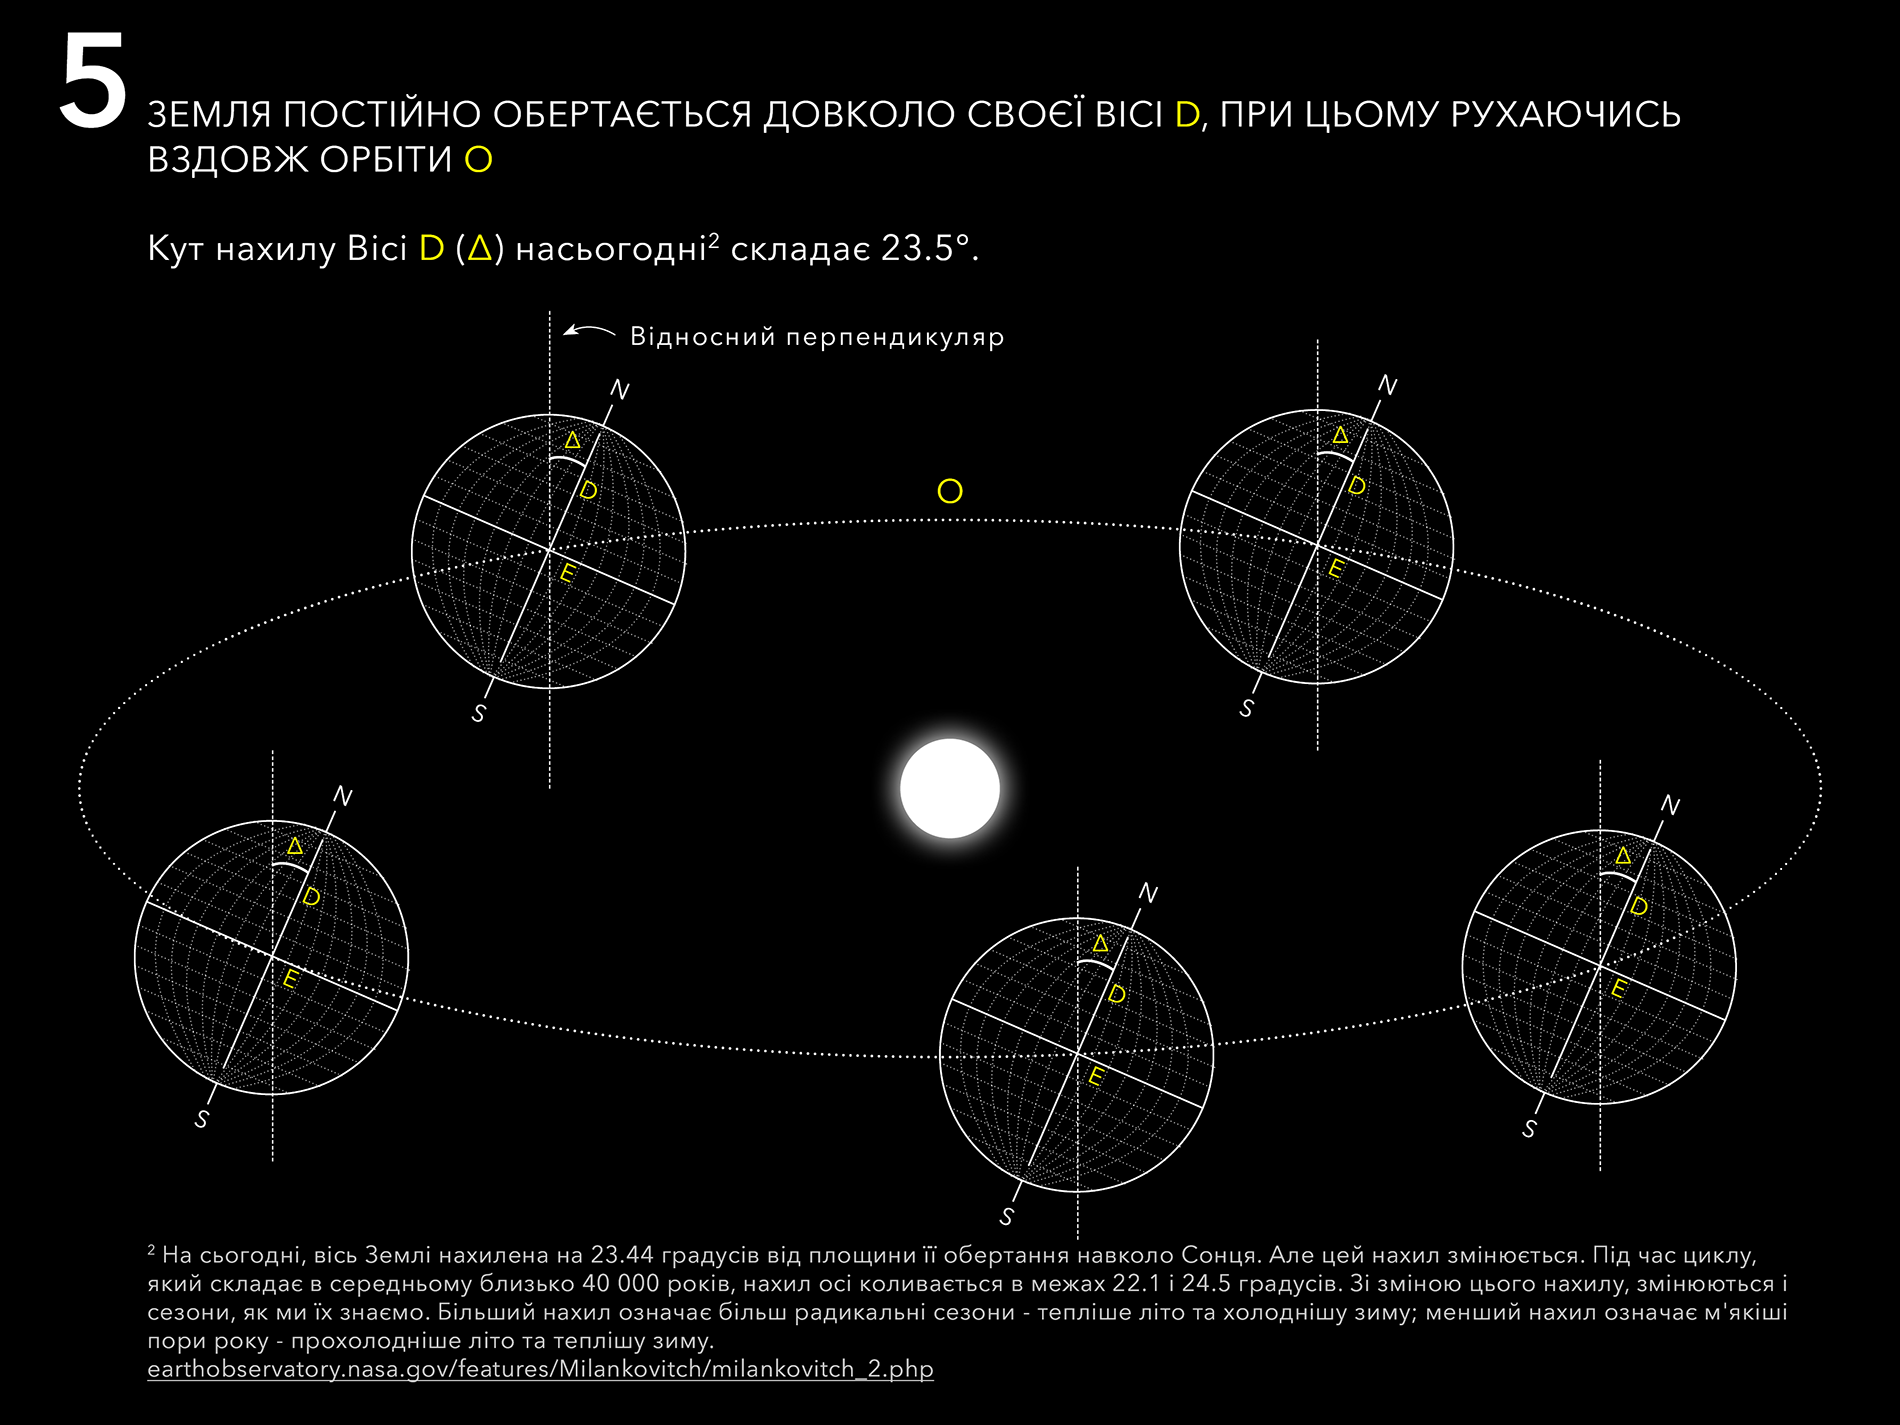 5
ЗЕМЛЯ ПОСТІЙНО ОБЕРТАЄТЬСЯ ДОВКОЛО СВОЄЇ ВІСІ D, ПРИ ЦЬОМУ РУХАЮЧИСЬ
ВЗДОВЖ ОРБІТИ O
Кут нахилу Вісі D (Δ) насьогодні² складає 23.5°.
Відносний перпендикуляр
N
N
Δ
Δ
D
D
O
E
E
S
S
N
N
Δ
Δ
D
D
N
Δ
D
E
E
E
S
S
S
² На сьогодні, вісь Землі нахилена на 23.44 градусів від площини її обертання навколо Сонця. Але цей нахил змінюється. Під час циклу,
який складає в середньому близько 40 000 років, нахил осі коливається в межах 22.1 і 24.5 градусів. Зі зміною цього нахилу, змінюються і
сезони, як ми їх знаємо. Більший нахил означає більш радикальні сезони - тепліше літо та холоднішу зиму; менший нахил означає м'якіші
пори року - прохолодніше літо та теплішу зиму.
earthobservatory.nasa.gov/features/Milankovitch/milankovitch_2.php